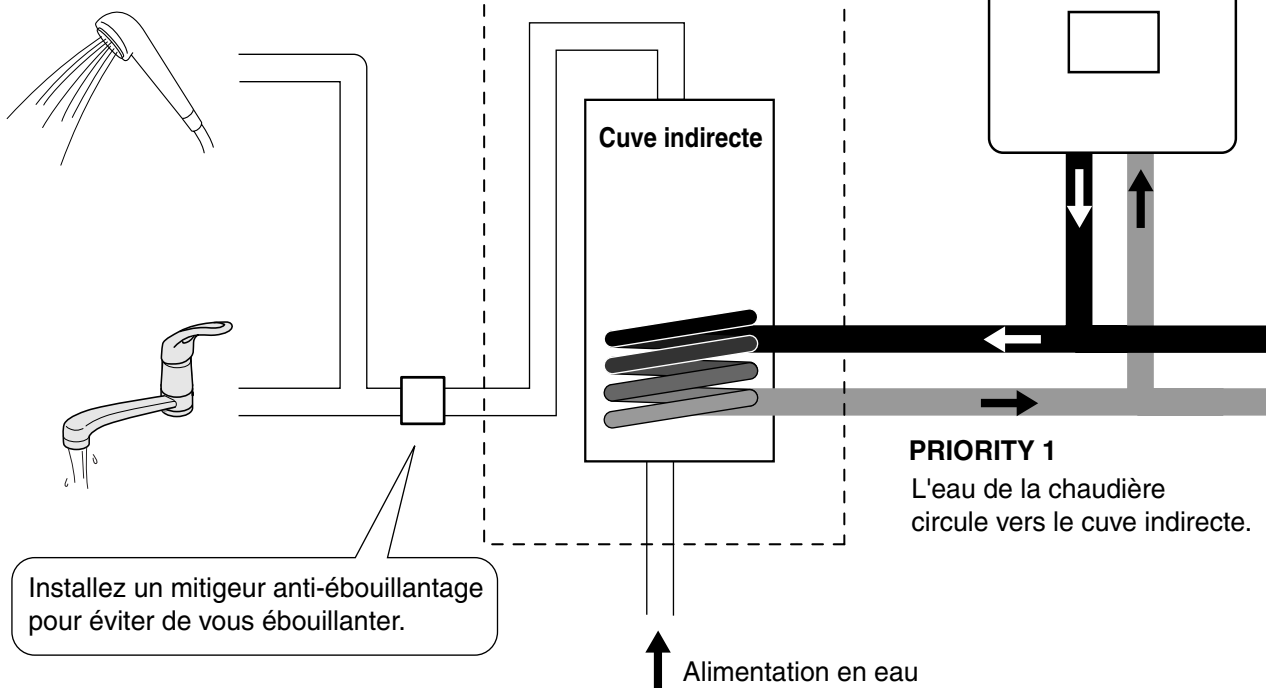 Cuve indirecte
PRIORITY 1
L'eau de la chaudière
circule vers le cuve indirecte.
Installez un mitigeur anti-ébouillantage
pour éviter de vous ébouillanter.
Alimentation en eau